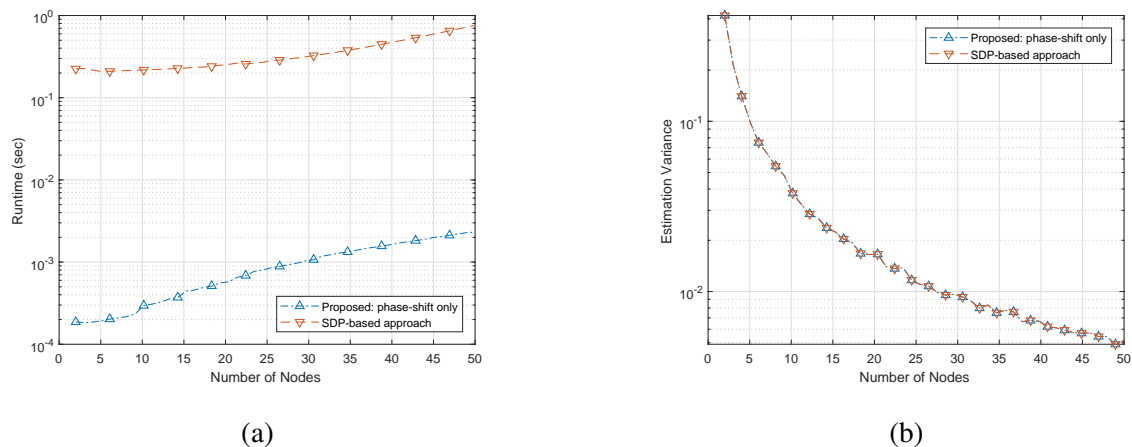 10^0
10^-1
10^-2
10^-3
10^-4
Runtime (sec)
0 5 10 15 20 25 30 35 40 45 50
Number of Nodes
Proposed: phase-shift only
SDP-based approach
(a)
10^-1
10^-2
Estimation Variance
0 5 10 15 20 25 30 35 40 45 50
Number of Nodes
Proposed: phase-shift only
SDP-based approach
(b)